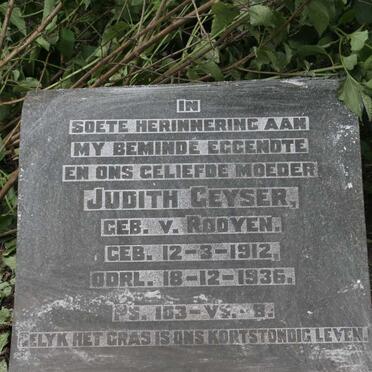 IN
SOETE HERINNERING AAN
MY BEMINDE EGGENOTE
EN ONS GELIEFDE MOEDER
JUDITH GEYSER,
GEB. V. ROOYEN.
GEB. 12-3-1912,
OORL. 18-12-1936.
PS. 103-VS. - 8.
GELYK HET GRAS IS ONS KORTSTONDIG LEVEN.